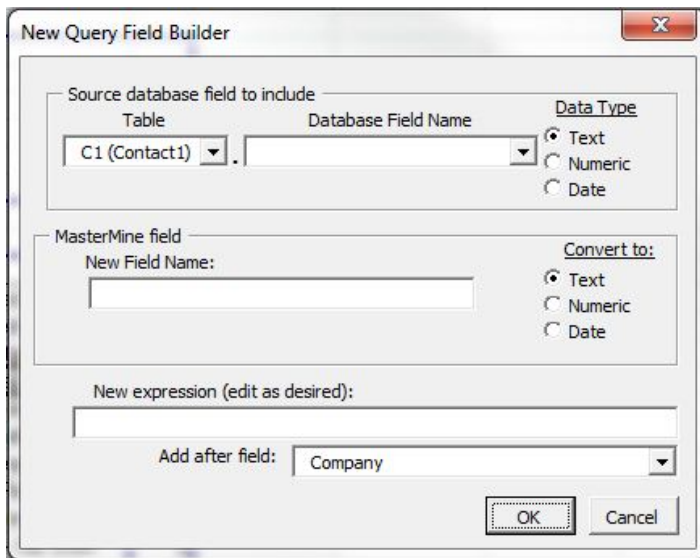 New Query Field Builder
Source database field to include
Table
Database Field Name
Data Type
C1 (Contact1)
.
Text
Numeric
Date
MasterMine field
New Field Name:
Convert to:
Text
Numeric
Date
New expression (edit as desired):
Add after field:
Company
OK
Cancel